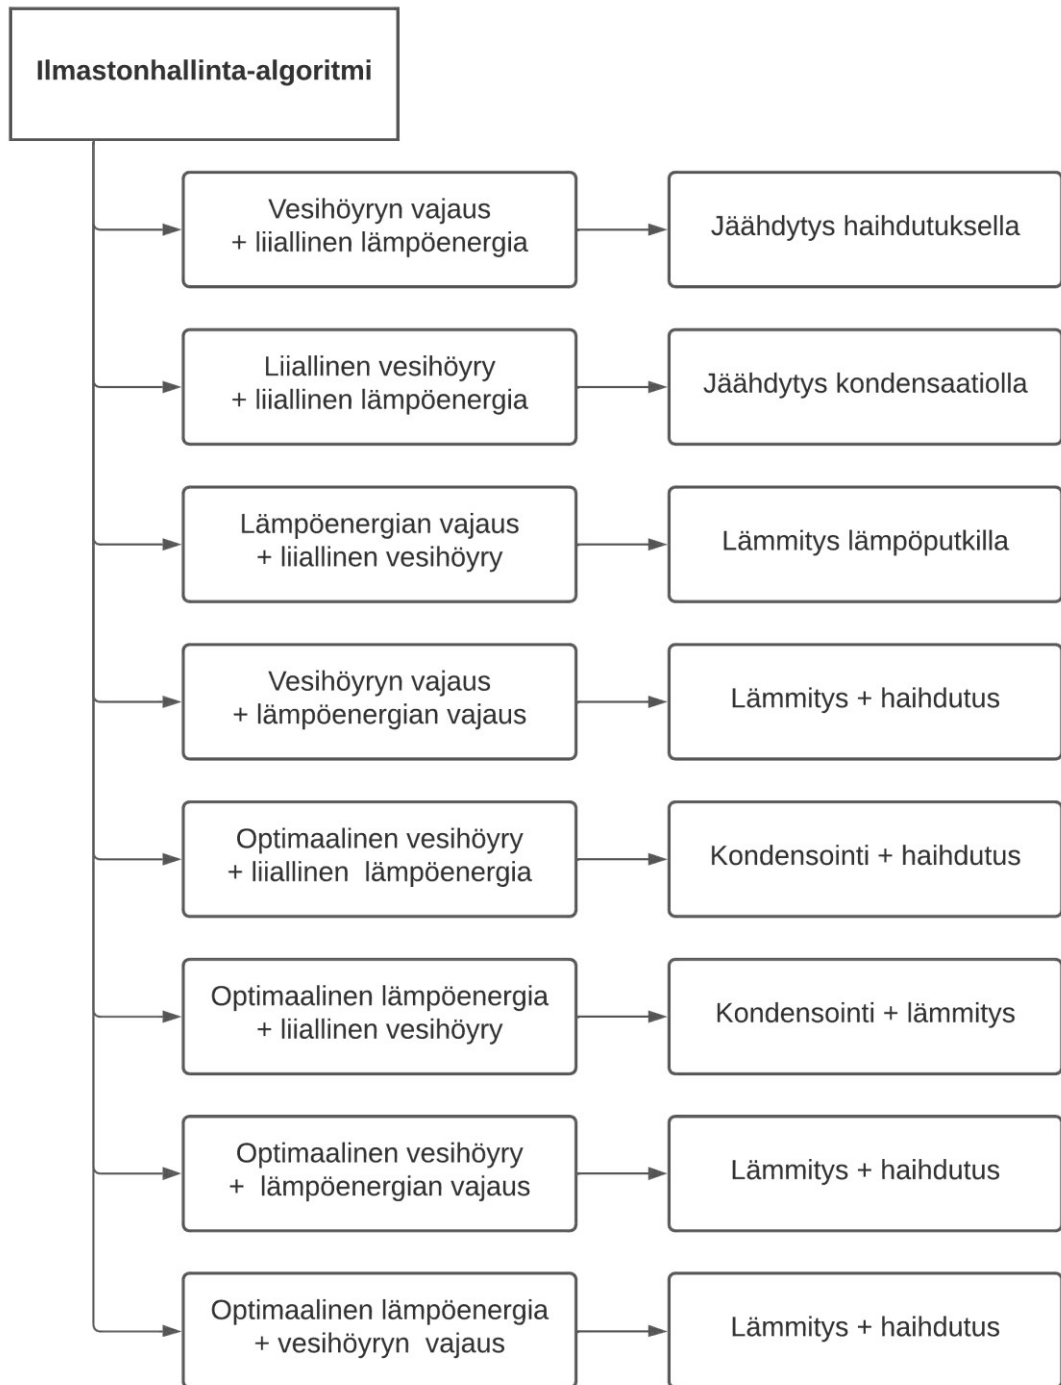 Ilmastonhallinta-algoritmi
Vesihöyryn vajaus
+ liiallinen lämpöenergia
Jäähdytys haihdutuksella
Liiallinen vesihöyry
+ liiallinen lämpöenergia
Jäähdytys kondensaatiolla
Lämpöenergian vajaus
+ liiallinen vesihöyry
Lämmitys lämpöputkilla
Vesihöyryn vajaus
+ lämpöenergian vajaus
Lämmitys + haihdutus
Optimaalinen vesihöyry
+ liiallinen  lämpöenergia
Kondensointi + haihdutus
Optimaalinen lämpöenergia
+ liiallinen vesihöyry
Kondensointi + lämmitys
Optimaalinen vesihöyry
+  lämpöenergian vajaus
Lämmitys + haihdutus
Optimaalinen lämpöenergia
+ vesihöyryn  vajaus
Lämmitys + haihdutus